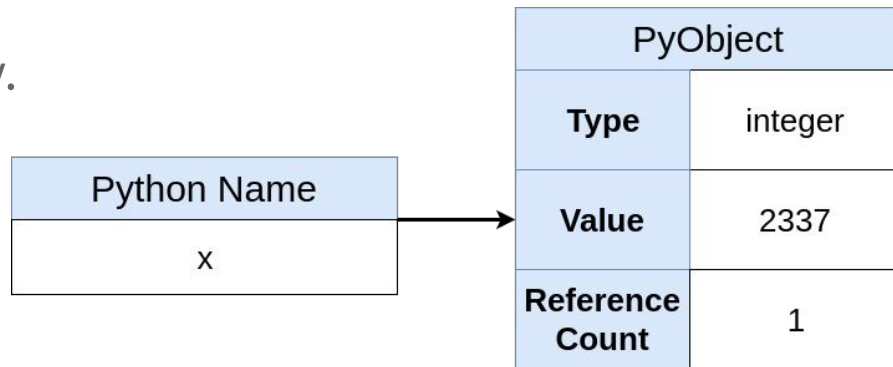 Python Name
x
PyObject
Type integer
Value 2337
Reference
Count
1